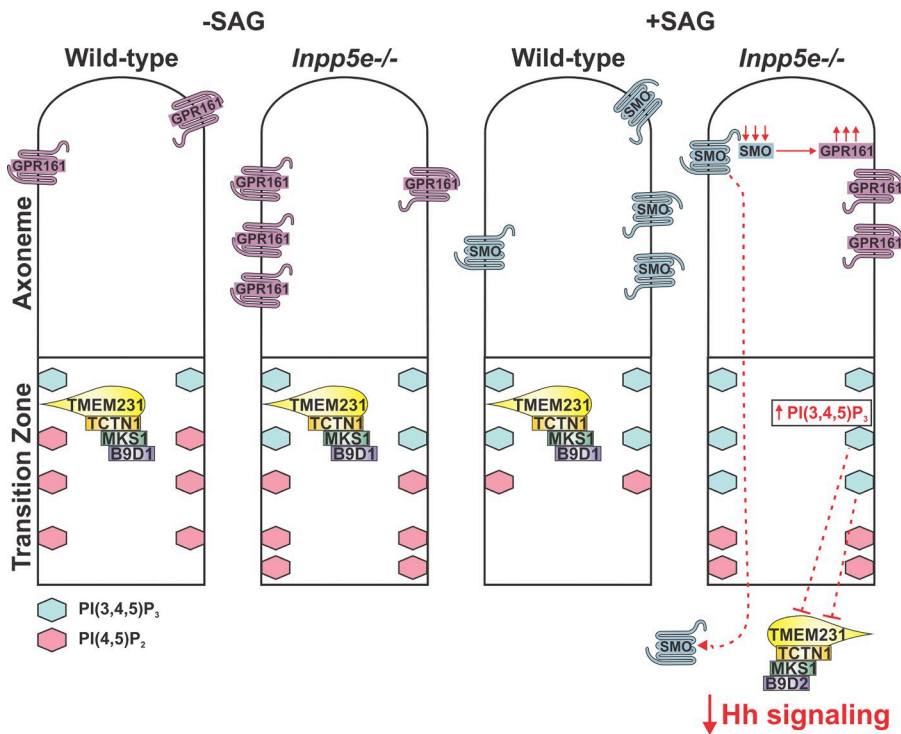 -SAG
+SAG
Wild-type
Inpp5e-/-
Wild-type
Inpp5e-/-
GPR161
GPR161
GPR161
GPR161
GPR161
GPR161
SMO
SMO
SMO
SMO
SMO
SMO
GPR161
GPR161
GPR161
Axoneme
Transition Zone
TMEM231
TCTN1
MKS1
B9D1
TMEM231
TCTN1
MKS1
B9D1
TMEM231
TCTN1
MKS1
B9D1
PI(3,4,5)P₃
PI(3,4,5)P₃
PI(4,5)P₂
SMO
TMEM231
TCTN1
MKS1
B9D2
Hh signaling